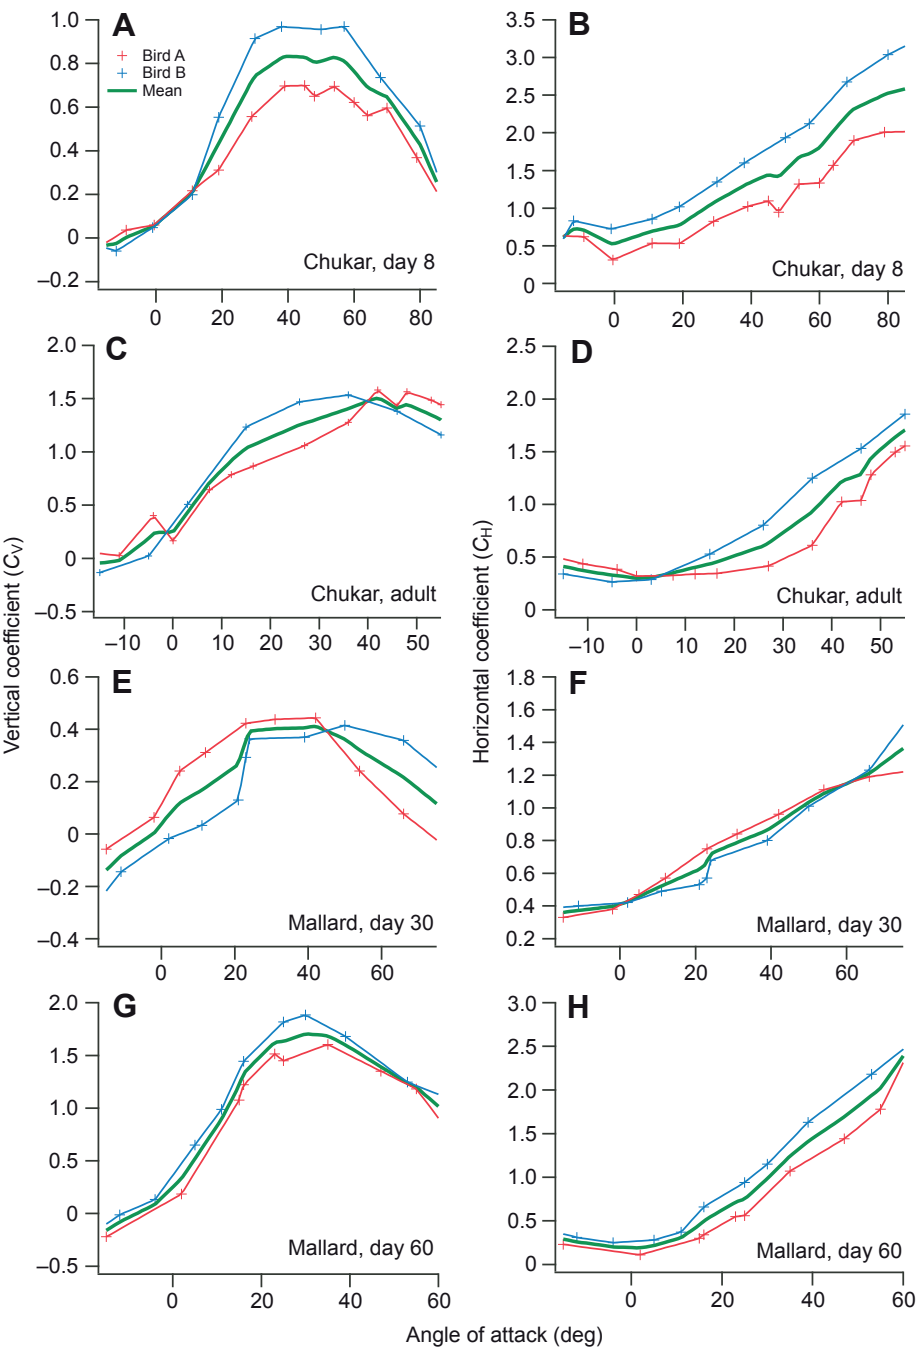 A
B
1.0
0.8
0.6
0.4
0.2
0
–0.2
Bird A
Bird B
Mean
Chukar, day 8
0 20 40 60 80
3.5
3.0
2.5
2.0
1.5
1.0
0.5
0
Chukar, day 8
0 20 40 60 80
C
D
2.0
1.5
1.0
0.5
0
–0.5
Chukar, adult
–10 0 10 20 30 40 50
2.5
2.0
1.5
1.0
0.5
0
Chukar, adult
–10 0 10 20 30 40 50
Vertical coefficient (CV)
Horizontal coefficient (CH)
E
F
0.6
0.4
0.2
0
–0.2
–0.4
Mallard, day 30
0 20 40 60
1.8
1.6
1.4
1.2
1.0
0.8
0.6
0.4
0.2
Mallard, day 30
0 20 40 60
G
H
2.0
1.5
1.0
0.5
0
–0.5
Mallard, day 60
0 20 40 60
3.0
2.5
2.0
1.5
1.0
0.5
0
Mallard, day 60
0 20 40 60
Angle of attack (deg)